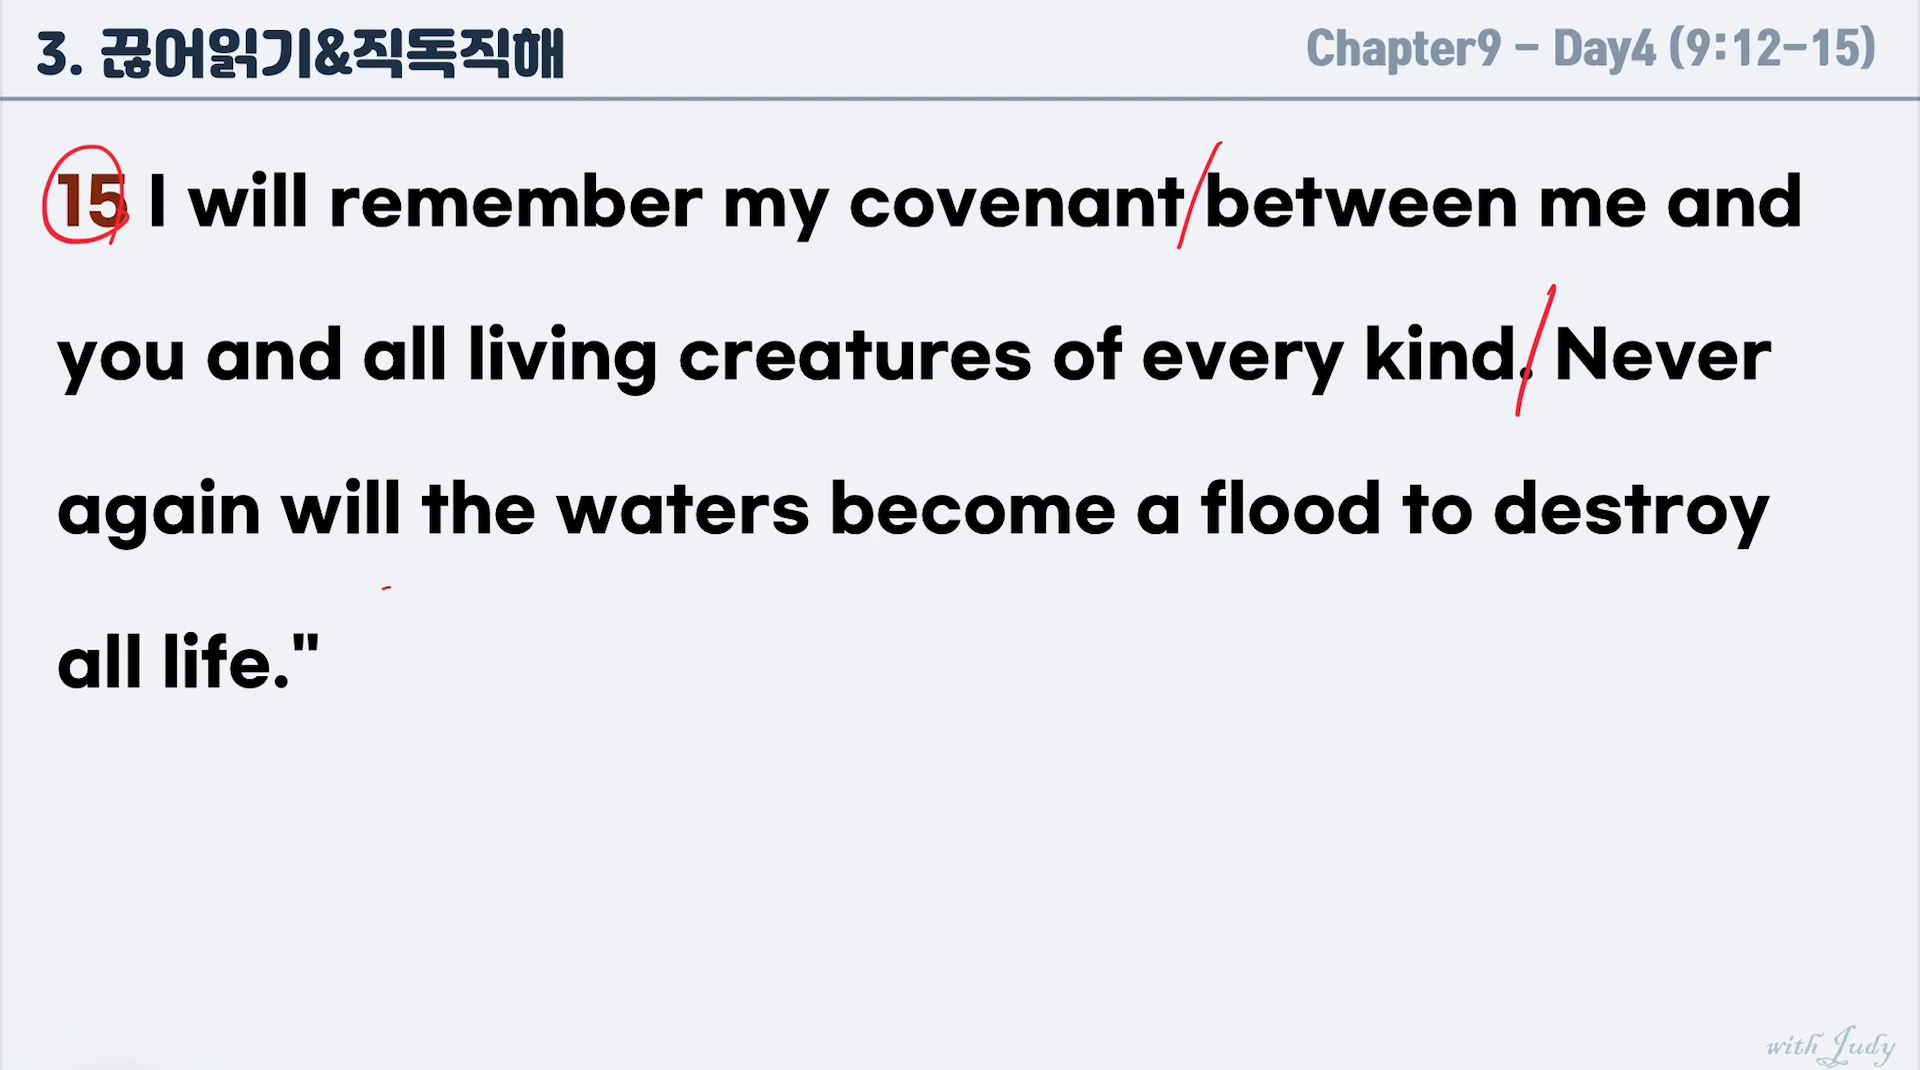 3. 끊어읽기&직독직해
Chapter9 - Day4 (9:12-15)
15 I will remember my covenant between me and
you and all living creatures of every kind. Never
again will the waters become a flood to destroy
all life."
with Judy